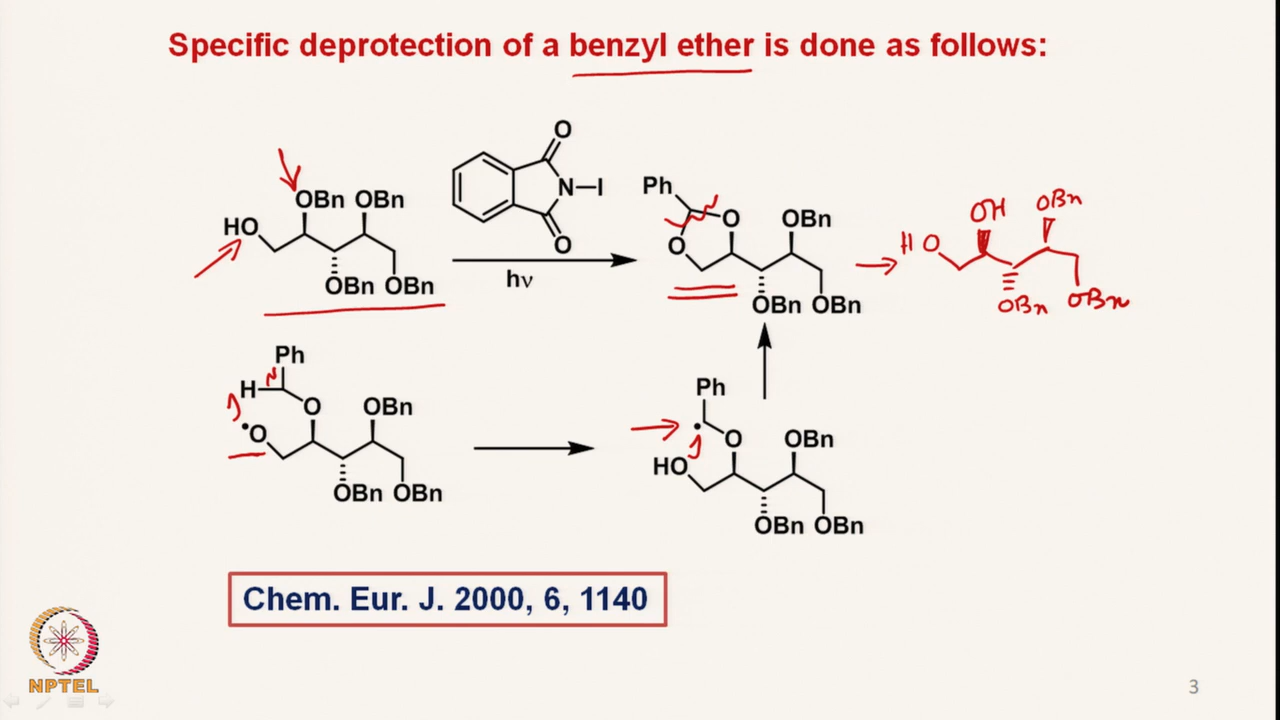 Specific deprotection of a benzyl ether is done as follows:
O
HO OBn OBn
N–I
O
OBn OBn
hν
Ph
O
O
OBn
OBn OBn
HO
OH
OBn
OBn
OBn
Ph
H
O
•O
OBn
OBn OBn
Ph
•
O
HO
OBn
OBn OBn
Chem. Eur. J. 2000, 6, 1140
NPTEL
3